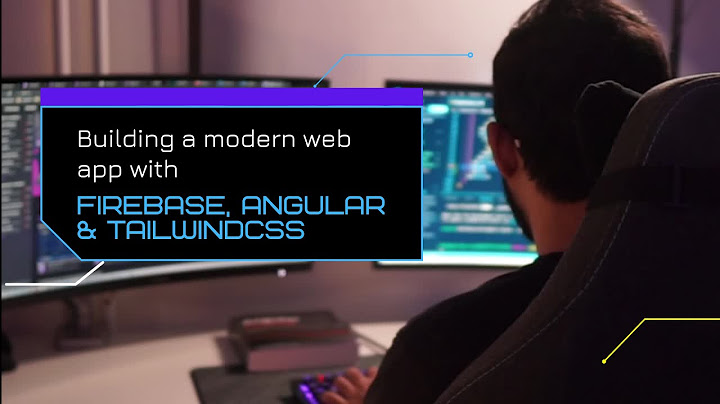 Building a modern web
app with
FIREBASE, ANGULAR
& TAILWINDCSS